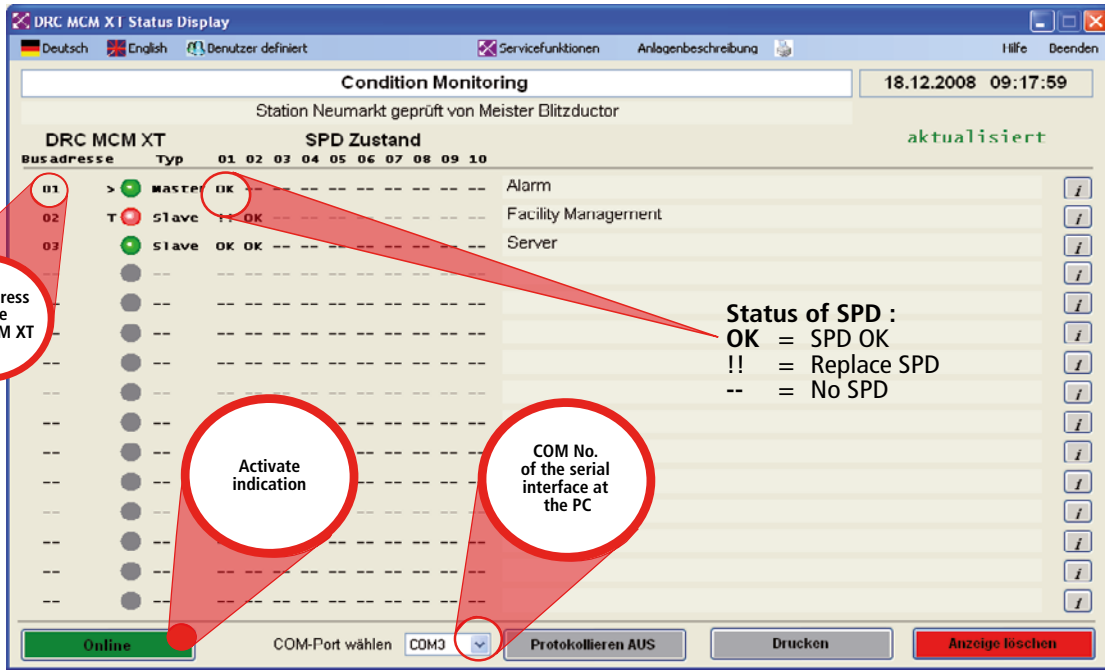 DRC MCM XT Status Display
Deutsch English Benutzer definiert Servicefunktionen Anlagenbeschreibung Hilfe Beenden
Condition Monitoring 18.12.2008 09:17:59
Station Neumarkt geprüft von Meister Blitzductor
DRC MCM XT SPD Zustand aktualisiert
Busadresse Typ 01 02 03 04 05 06 07 08 09 10
01 > Master OK -- -- -- -- -- -- -- -- -- Alarm i
02 T Slave !! OK -- -- -- -- -- -- -- -- Facility Management i
03 Slave OK OK -- -- -- -- -- -- -- -- Server i
-- -- -- -- -- -- -- -- -- -- -- i
-- -- -- -- -- -- -- -- -- -- -- i
-- -- -- -- -- -- -- -- -- -- -- -- i
-- -- -- -- -- -- -- -- -- -- -- -- i
-- -- -- -- -- -- -- -- -- -- -- -- i
-- -- -- -- -- -- -- -- -- -- -- -- i
-- -- -- -- -- -- -- i
-- -- -- -- -- -- i
-- -- -- -- -- -- i
-- -- -- -- -- -- -- i
-- -- -- -- -- -- -- -- -- i
-- -- -- -- -- -- -- -- -- -- i
M XT
Status of SPD :
OK = SPD OK
!! = Replace SPD
-- = No SPD
Activate
indication
COM No.
of the serial
interface at
the PC
Online COM-Port wählen COM3 Protokollieren AUS Drucken Anzeige löschen